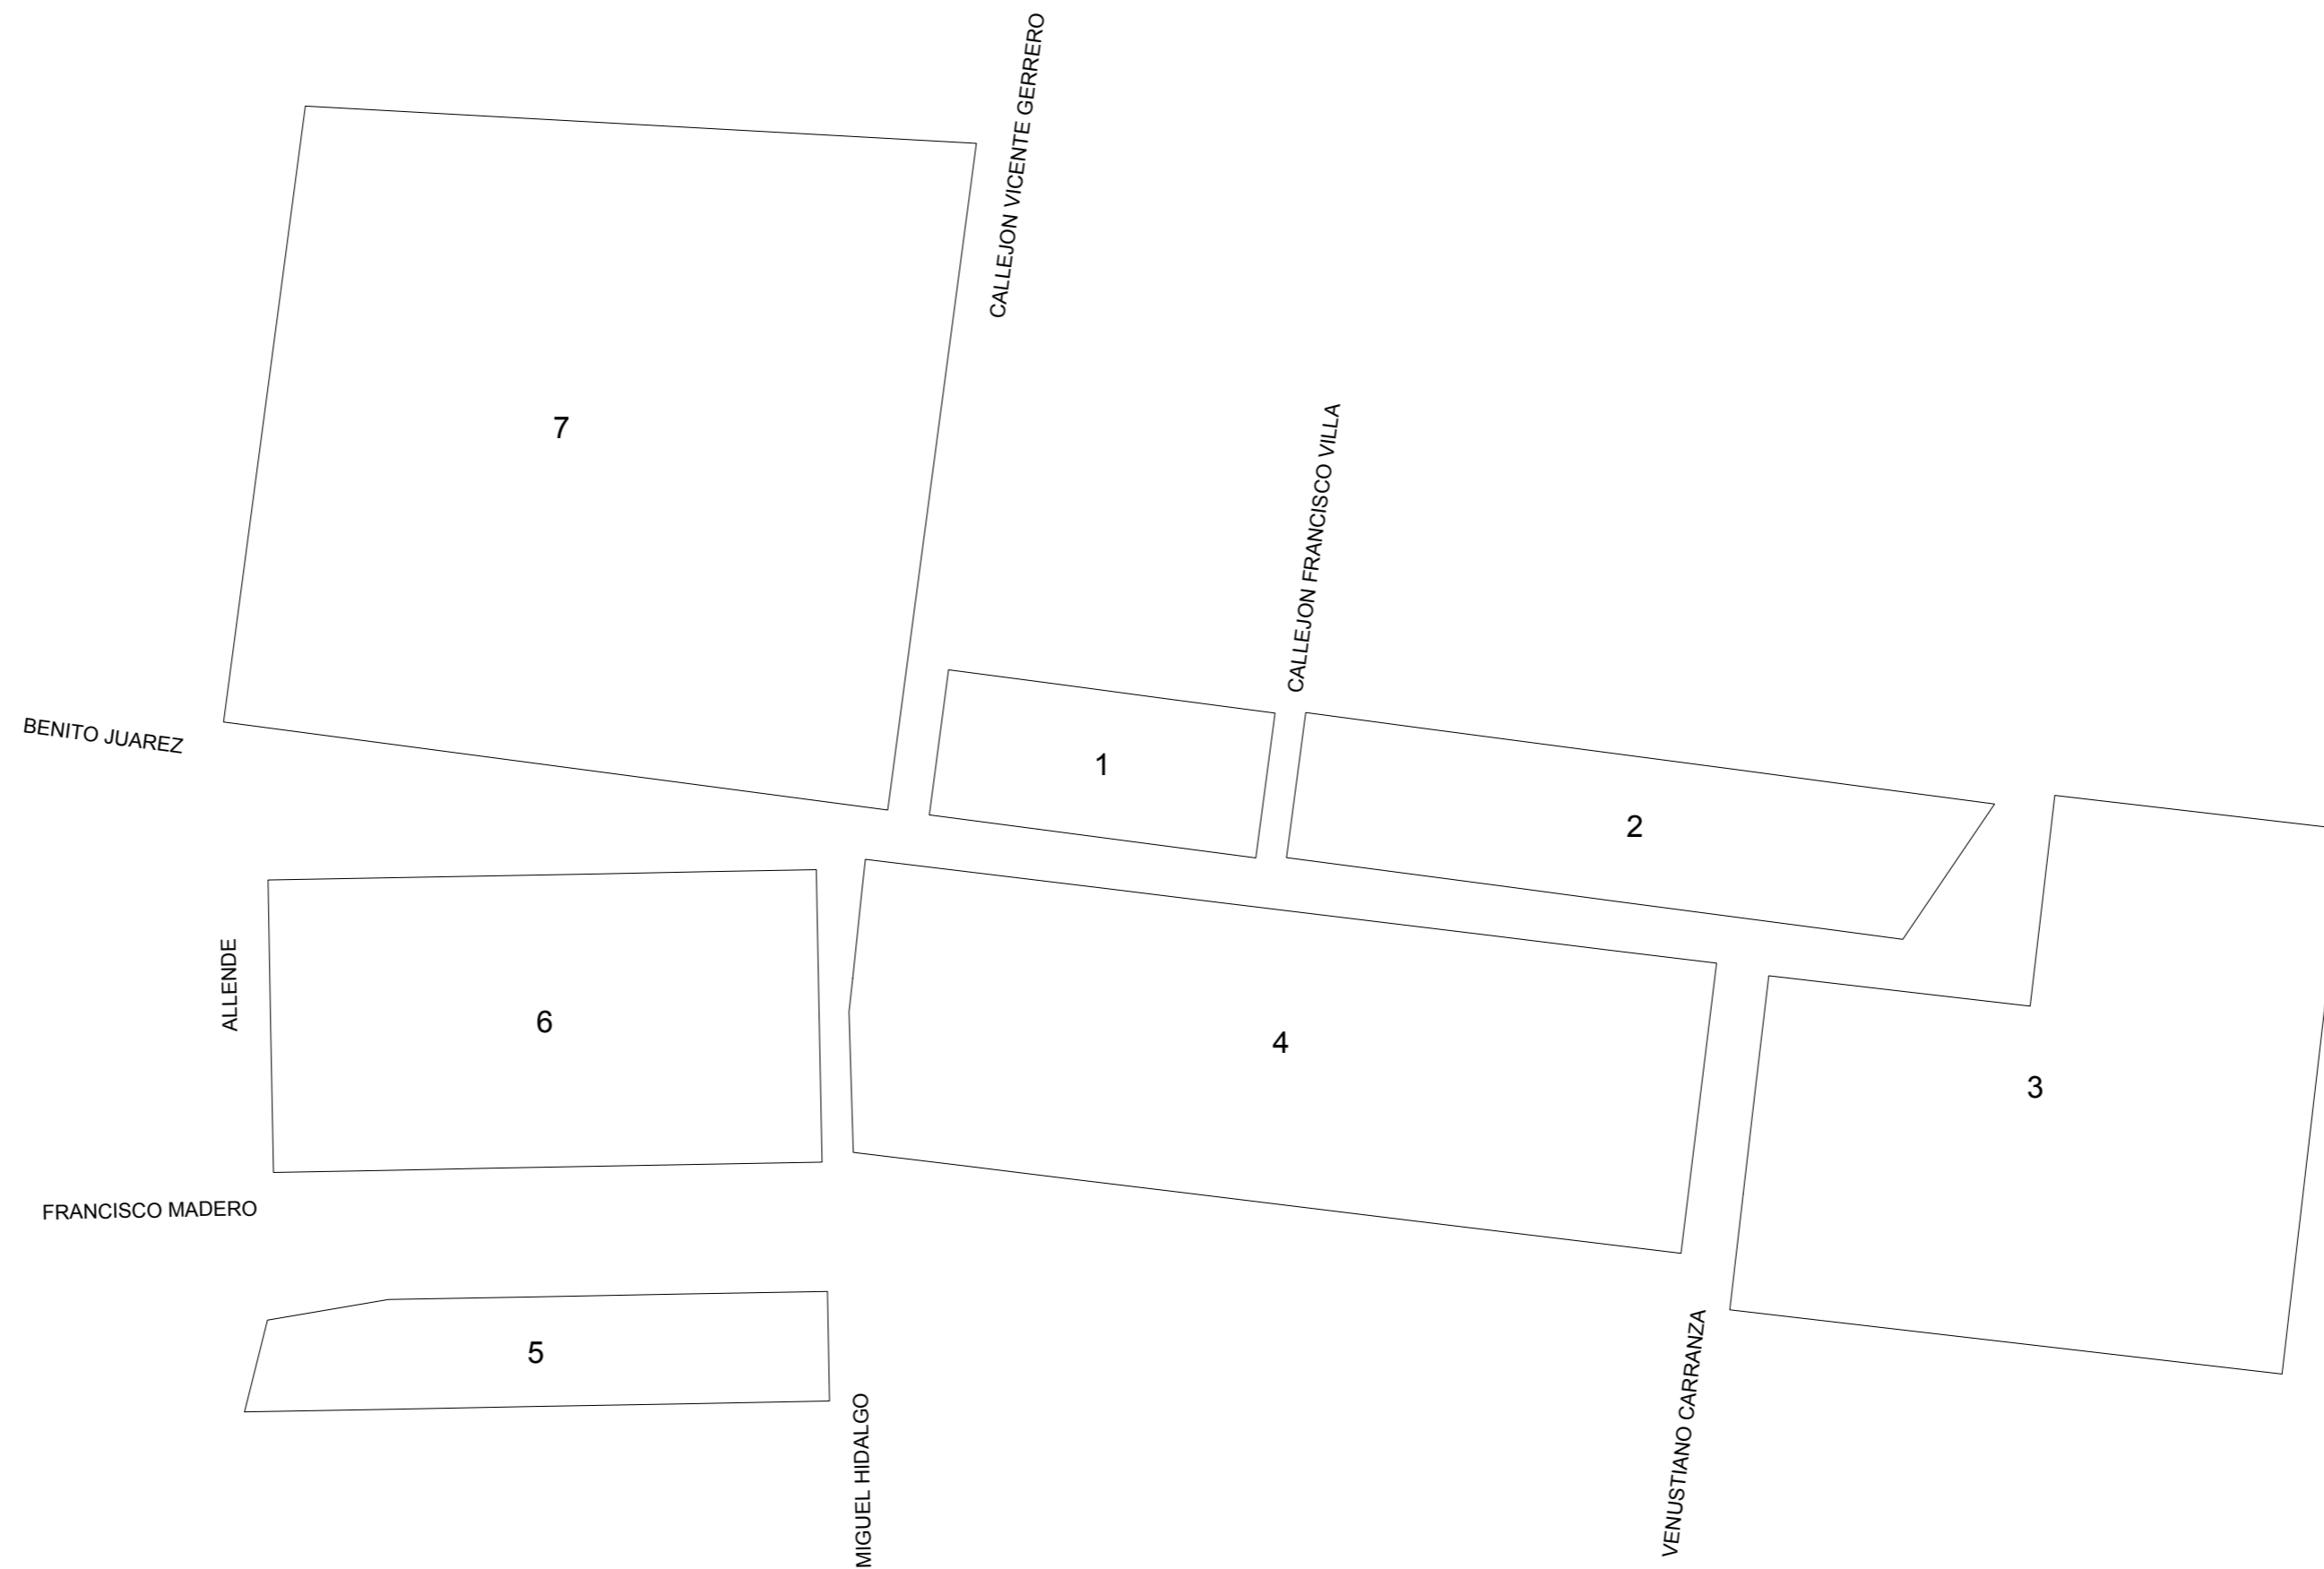 CALLEJON VICENTE GERRERO
7
CALLEJON FRANCISCO VILLA
BENITO JUAREZ
1
2
ALLENDE
6
4
3
FRANCISCO MADERO
5
MIGUEL HIDALGO
VENUSTIANO CARRANZA